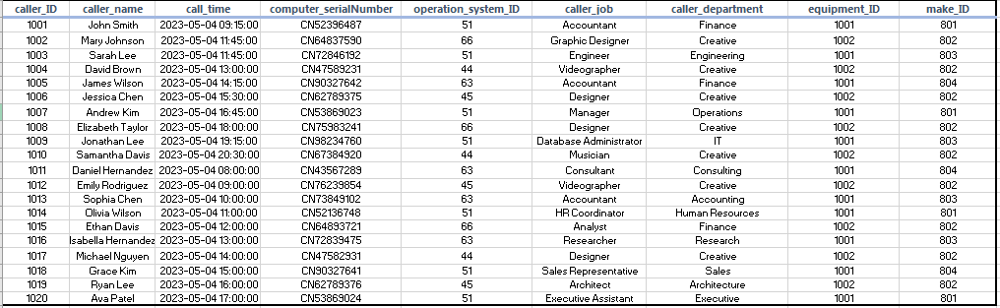 caller_ID caller_name call_time computer_serialNumber operation_system_ID caller_job caller_department equipment_ID make_ID
1001 John Smith 2023-05-04 09:15:00 CN52396487 51 Accountant Finance 1001 801
1002 Mary Johnson 2023-05-04 11:45:00 CN64837590 66 Graphic Designer Creative 1002 802
1003 Sarah Lee 2023-05-04 11:45:00 CN72846192 51 Engineer Engineering 1001 803
1004 David Brown 2023-05-04 13:00:00 CN47589231 44 Videographer Creative 1002 802
1005 James Wilson 2023-05-04 14:15:00 CN90327642 63 Accountant Finance 1001 804
1006 Jessica Chen 2023-05-04 15:30:00 CN62789375 45 Designer Creative 1002 802
1007 Andrew Kim 2023-05-04 16:45:00 CN53869023 51 Manager Operations 1001 801
1008 Elizabeth Taylor 2023-05-04 18:00:00 CN75983241 66 Designer Creative 1002 802
1009 Jonathan Lee 2023-05-04 19:15:00 CN98234760 51 Database Administrator IT 1001 803
1010 Samantha Davis 2023-05-04 20:30:00 CN67384920 44 Musician Creative 1002 802
1011 Daniel Hernandez 2023-05-04 08:00:00 CN43567289 63 Consultant Consulting 1001 804
1012 Emily Rodriguez 2023-05-04 09:00:00 CN76239854 45 Videographer Creative 1002 802
1013 Sophia Chen 2023-05-04 10:00:00 CN73849102 63 Accountant Accounting 1001 803
1014 Olivia Wilson 2023-05-04 11:00:00 CN52136748 51 HR Coordinator Human Resources 1001 801
1015 Ethan Davis 2023-05-04 12:00:00 CN64893721 66 Analyst Finance 1002 802
1016 Isabella Hernandez 2023-05-04 13:00:00 CN72839475 63 Researcher Research 1001 803
1017 Michael Nguyen 2023-05-04 14:00:00 CN47582931 44 Designer Creative 1002 802
1018 Grace Kim 2023-05-04 15:00:00 CN90327641 51 Sales Representative Sales 1001 804
1019 Ryan Lee 2023-05-04 16:00:00 CN62789376 45 Architect Architecture 1002 802
1020 Ava Patel 2023-05-04 17:00:00 CN53869024 51 Executive Assistant Executive 1001 801